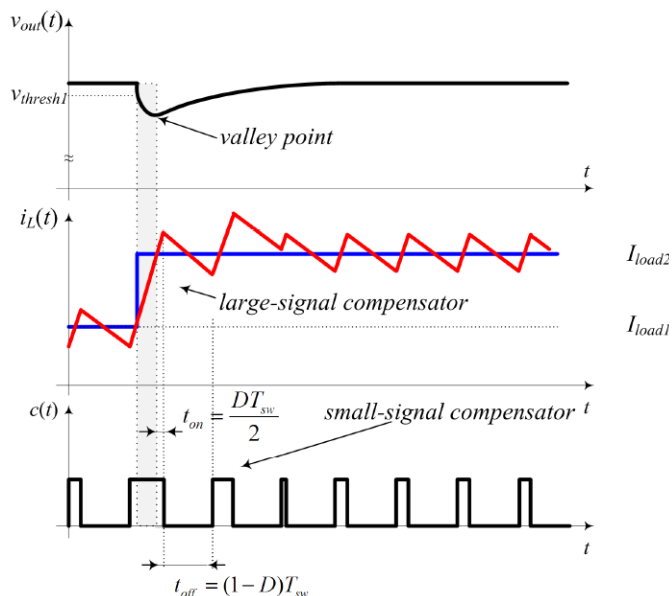 v_out(t)
v_thresh1
valley point
≈
t
i_L(t)
I_load2
large-signal compensator
I_load1
t
c(t)
t_on = DT_sw / 2
small-signal compensator
t
t_off = (1 − D)T_sw